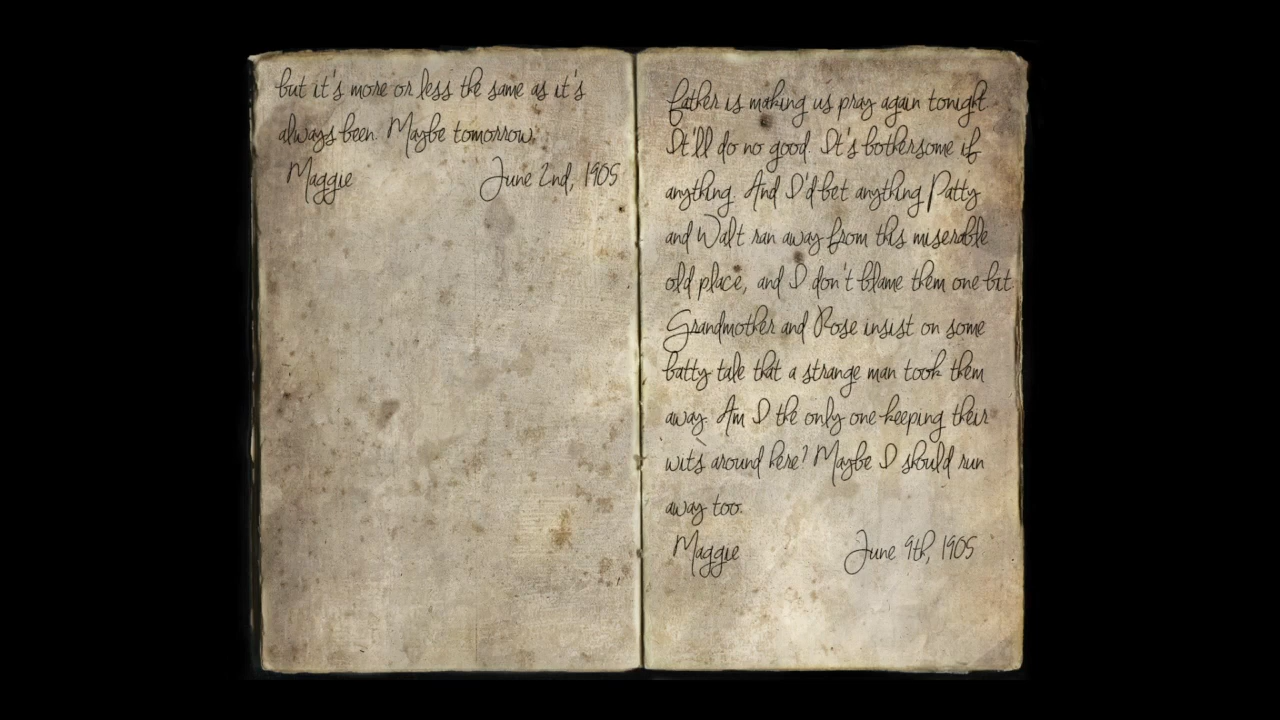 but it's more or less the same as it's
always been. Maybe tomorrow.
Maggie June 2nd, 1905
Father is making us pray again tonight
It'll do no good. It's bothersome if
anything. And I'd bet anything Patty
and Walt ran away from this miserable
old place, and I don't blame them one bit.
Grandmother and Rose insist on some
batty tale that a strange man took them
away. Am I the only one keeping their
wits around here? Maybe I should run
away too.
Maggie June 9th, 1905